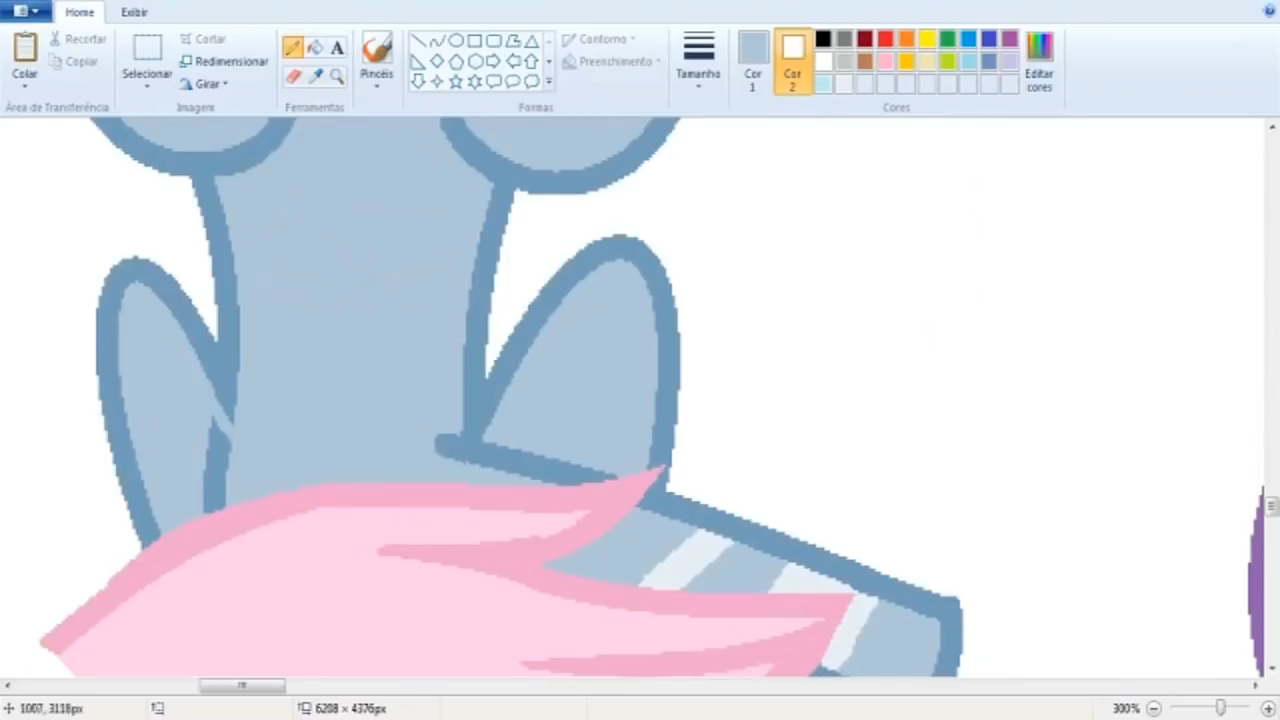 Home Exibir
Colar
Recortar
Copiar
Área de Transferência
Selecionar
Cortar
Redimensionar
Girar
Imagem
A
Ferramentas
Pincéis
Contorno
Preenchimento
Formas
Tamanho
Cor 1
Cor 2
Editar cores
Cores
1007, 3118px
6208 × 4376px
300%